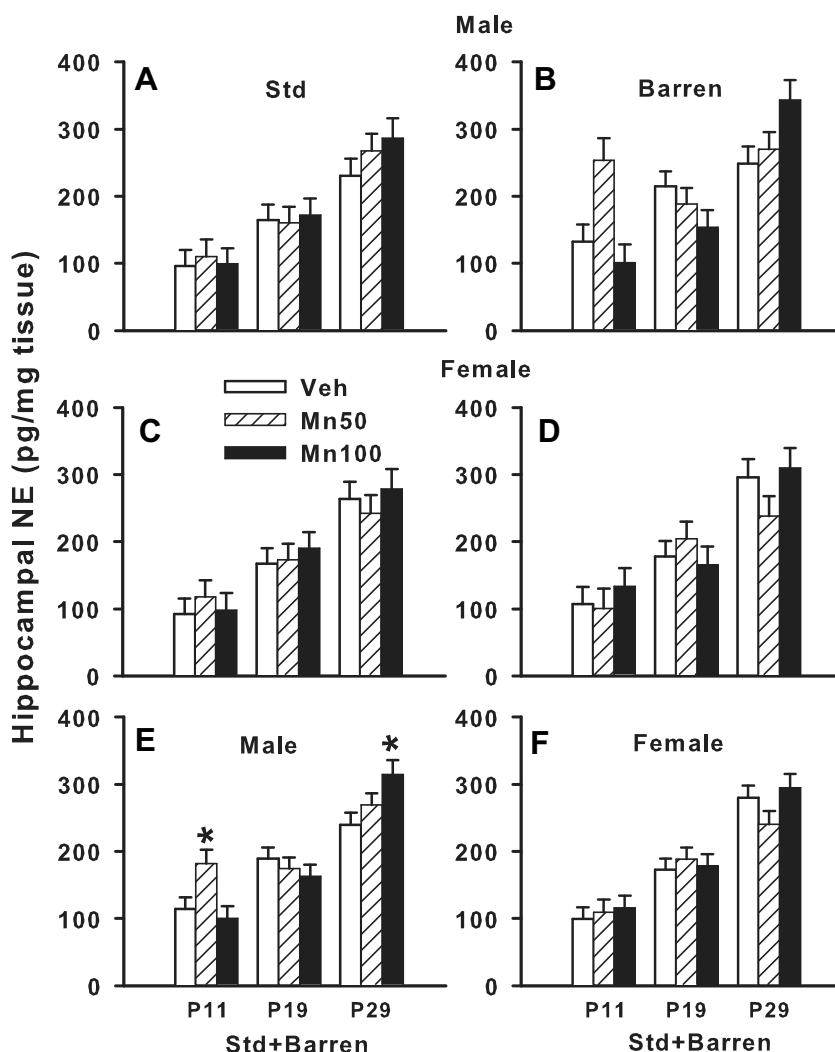 Male
A
Std
B
Barren
400
300
200
100
0
400
300
200
100
0
Hippocampal NE (pg/mg tissue)
Female
C
Veh
Mn50
Mn100
D
400
300
200
100
0
400
300
200
100
0
E
Male
*
*
F
Female
400
300
200
100
0
400
300
200
100
0
P11 P19 P29
P11 P19 P29
Std+Barren
Std+Barren